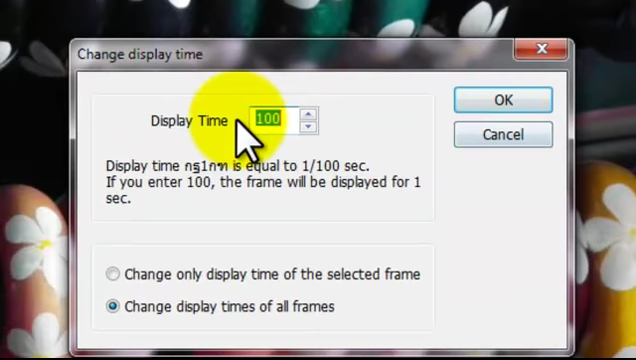 Change display time
Display Time 100
OK
Cancel
Display time กฐ1กฑ is equal to 1/100 sec.
If you enter 100, the frame will be displayed for 1
sec.
Change only display time of the selected frame
Change display times of all frames